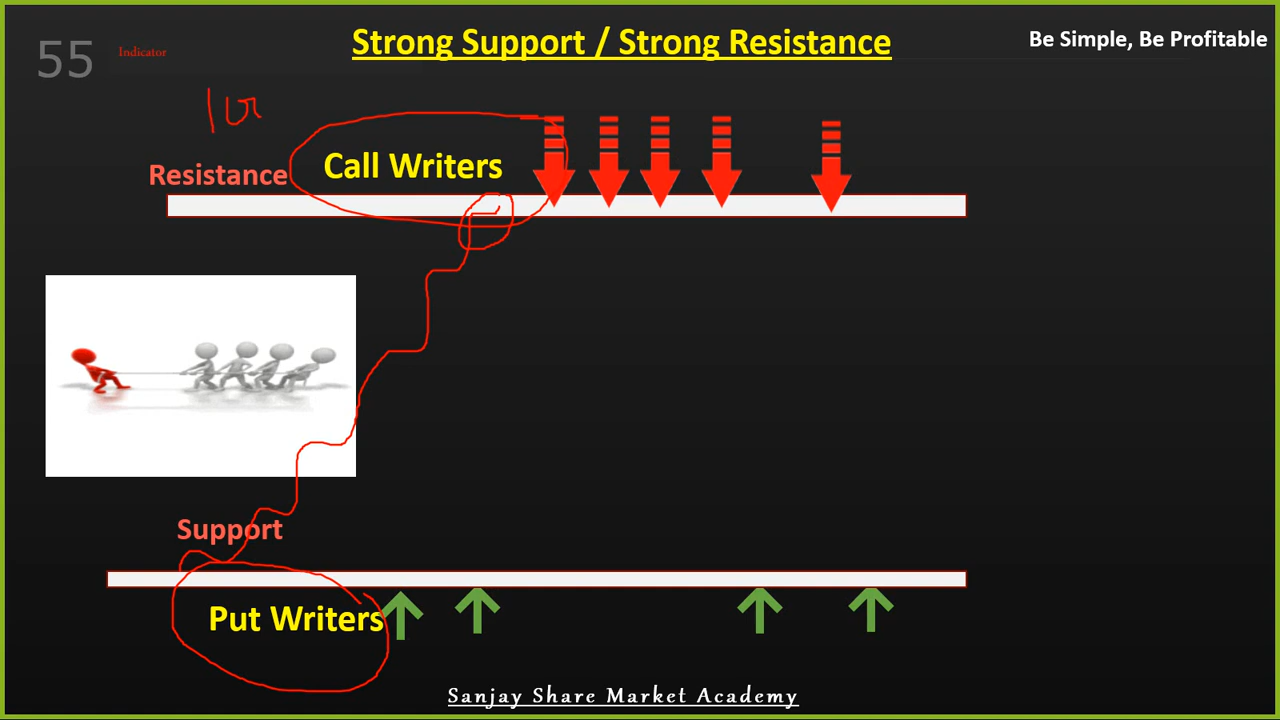 55
Indicator
Strong Support / Strong Resistance
Be Simple, Be Profitable
Resistance
Call Writers
Support
Put Writers
Sanjay Share Market Academy